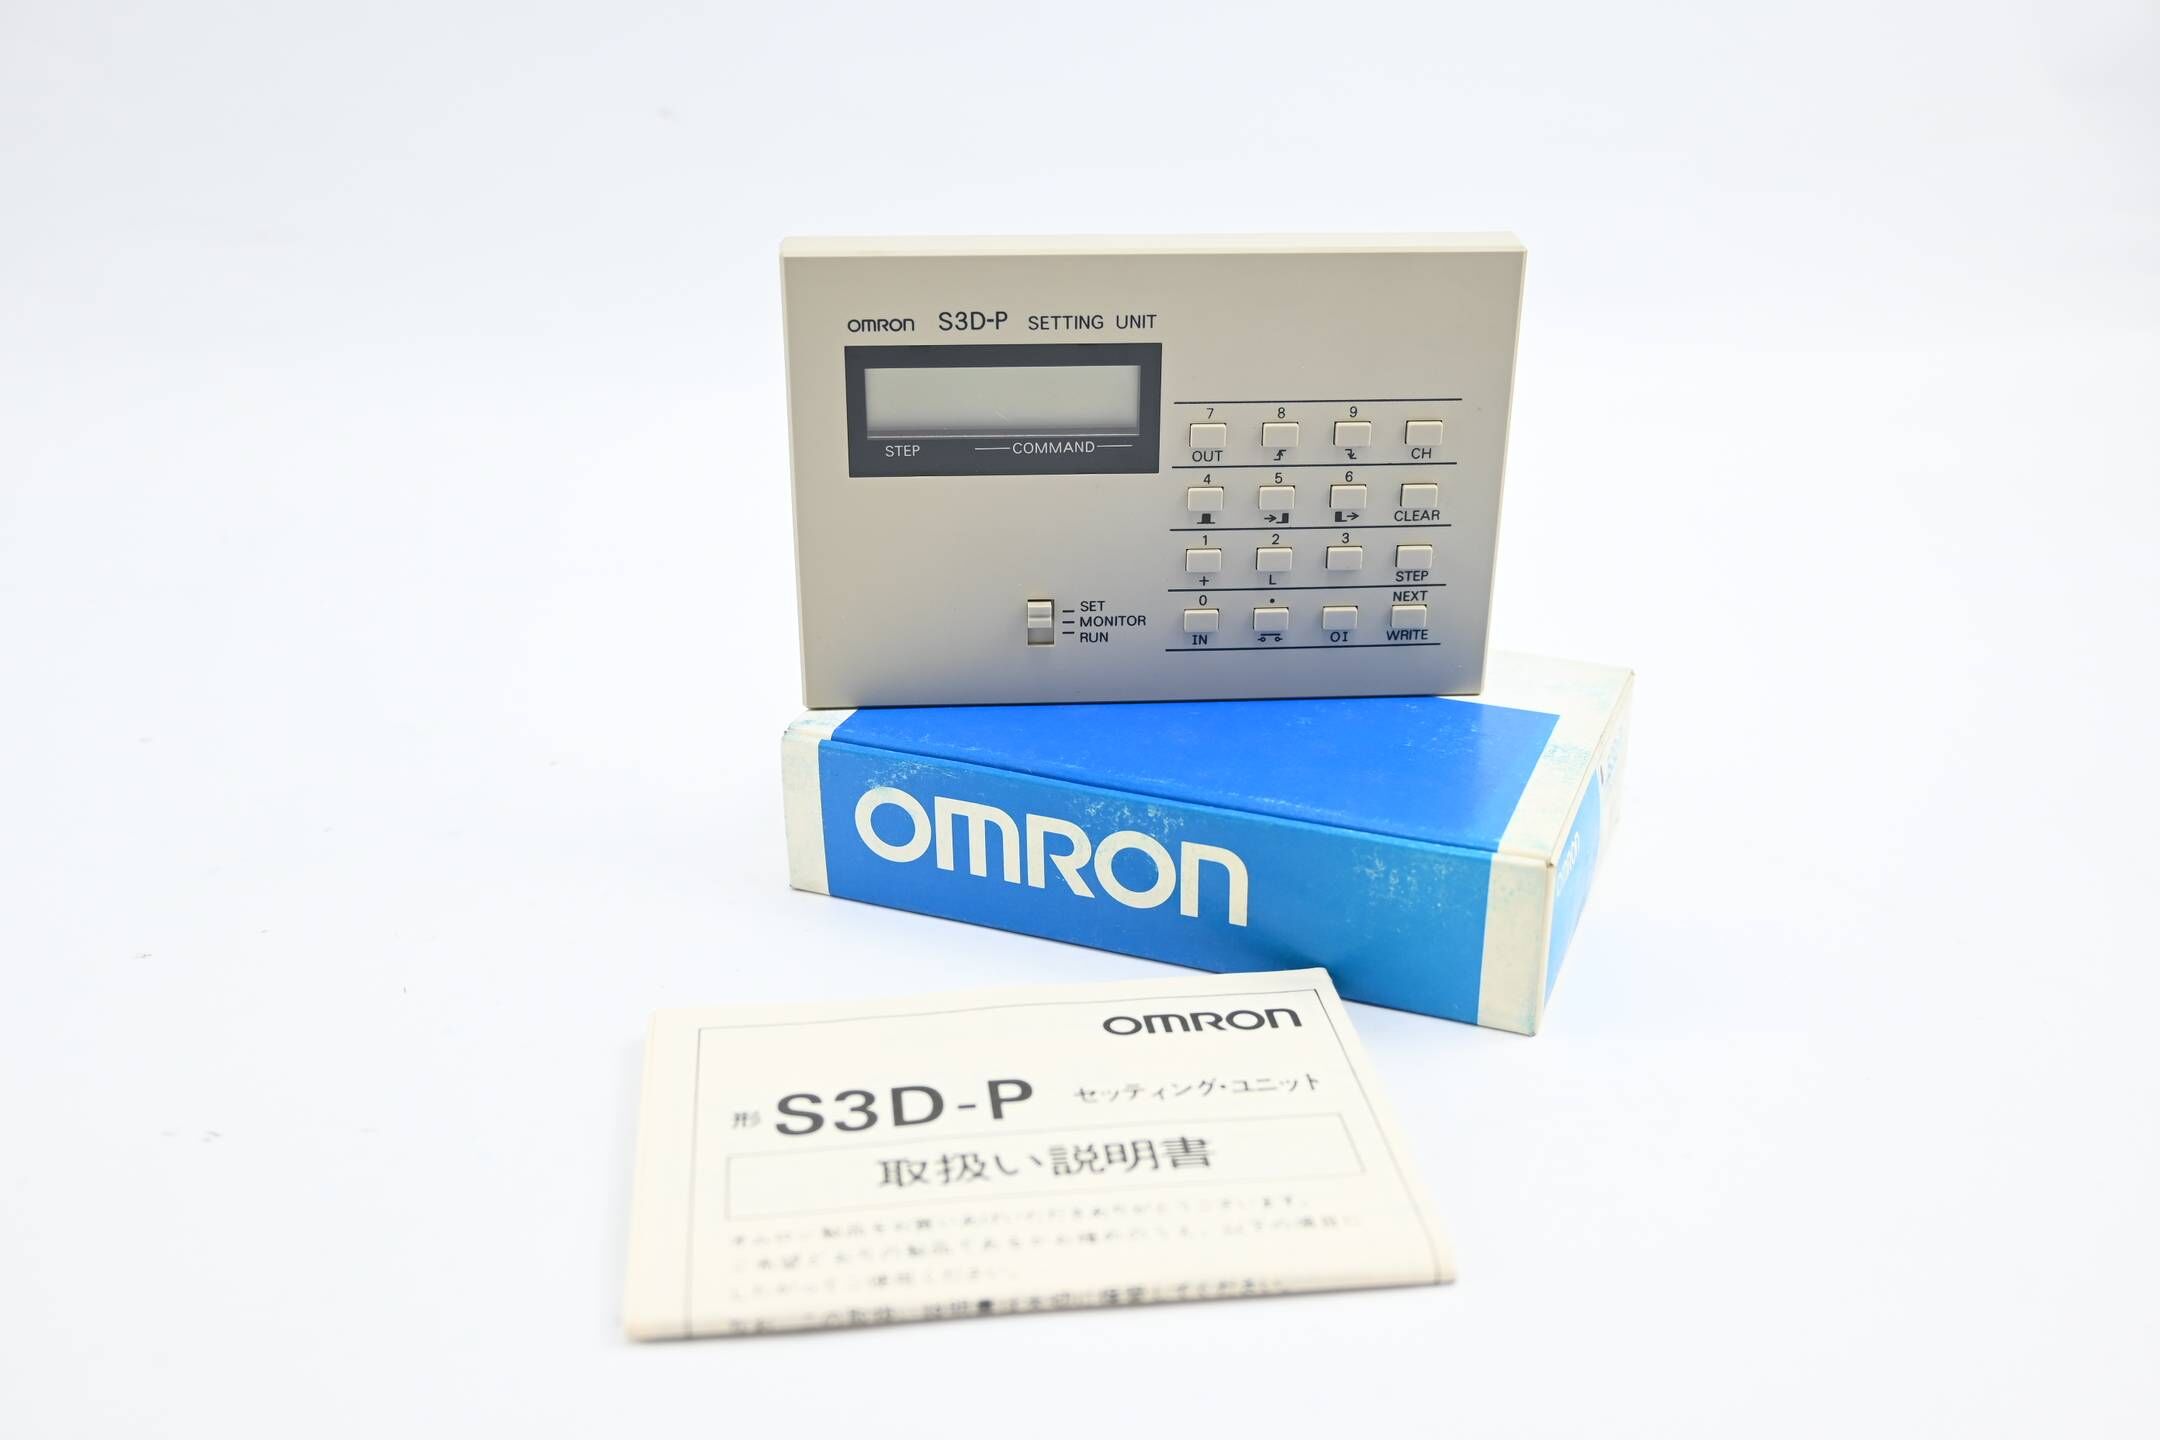 OMRON S3D-P SETTING UNIT
STEP COMMAND
7 8 9
OUT CH
4 5 6
CLEAR
1 2 3
+ L STEP
0 • NEXT
IN OI WRITE
SET
MONITOR
RUN
OMRON
OMRON
OMRON
形 S3D-P セッティング・ユニット
取扱い説明書